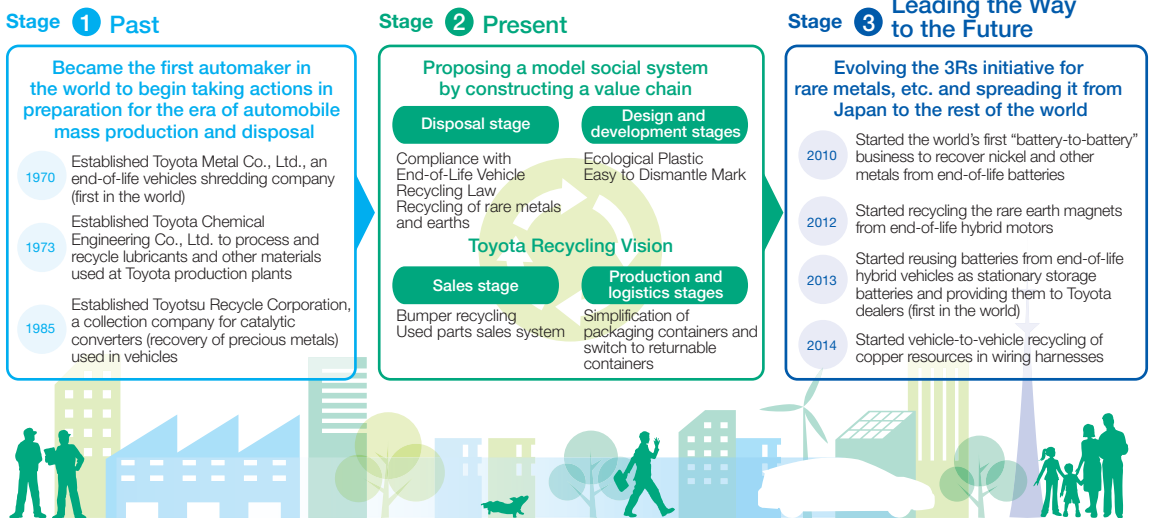 Stage 1 Past
Became the first automaker in
the world to begin taking actions in
preparation for the era of automobile
mass production and disposal
1970
Established Toyota Metal Co., Ltd., an
end-of-life vehicles shredding company
(first in the world)
1973
Established Toyota Chemical
Engineering Co., Ltd. to process and
recycle lubricants and other materials
used at Toyota production plants
1985
Established Toyotsu Recycle Corporation,
a collection company for catalytic
converters (recovery of precious metals)
used in vehicles
Stage 2 Present
Proposing a model social system
by constructing a value chain
Disposal stage
Compliance with
End-of-Life Vehicle
Recycling Law
Recycling of rare metals
and earths
Design and
development stages
Ecological Plastic
Easy to Dismantle Mark
Toyota Recycling Vision
Sales stage
Bumper recycling
Used parts sales system
Production and
logistics stages
Simplification of
packaging containers and
switch to returnable
containers
Stage 3
Leading the Way
to the Future
Evolving the 3Rs initiative for
rare metals, etc. and spreading it from
Japan to the rest of the world
2010
Started the world's first “battery-to-battery”
business to recover nickel and other
metals from end-of-life batteries
2012
Started recycling the rare earth magnets
from end-of-life hybrid motors
2013
Started reusing batteries from end-of-life
hybrid vehicles as stationary storage
batteries and providing them to Toyota
dealers (first in the world)
2014
Started vehicle-to-vehicle recycling of
copper resources in wiring harnesses